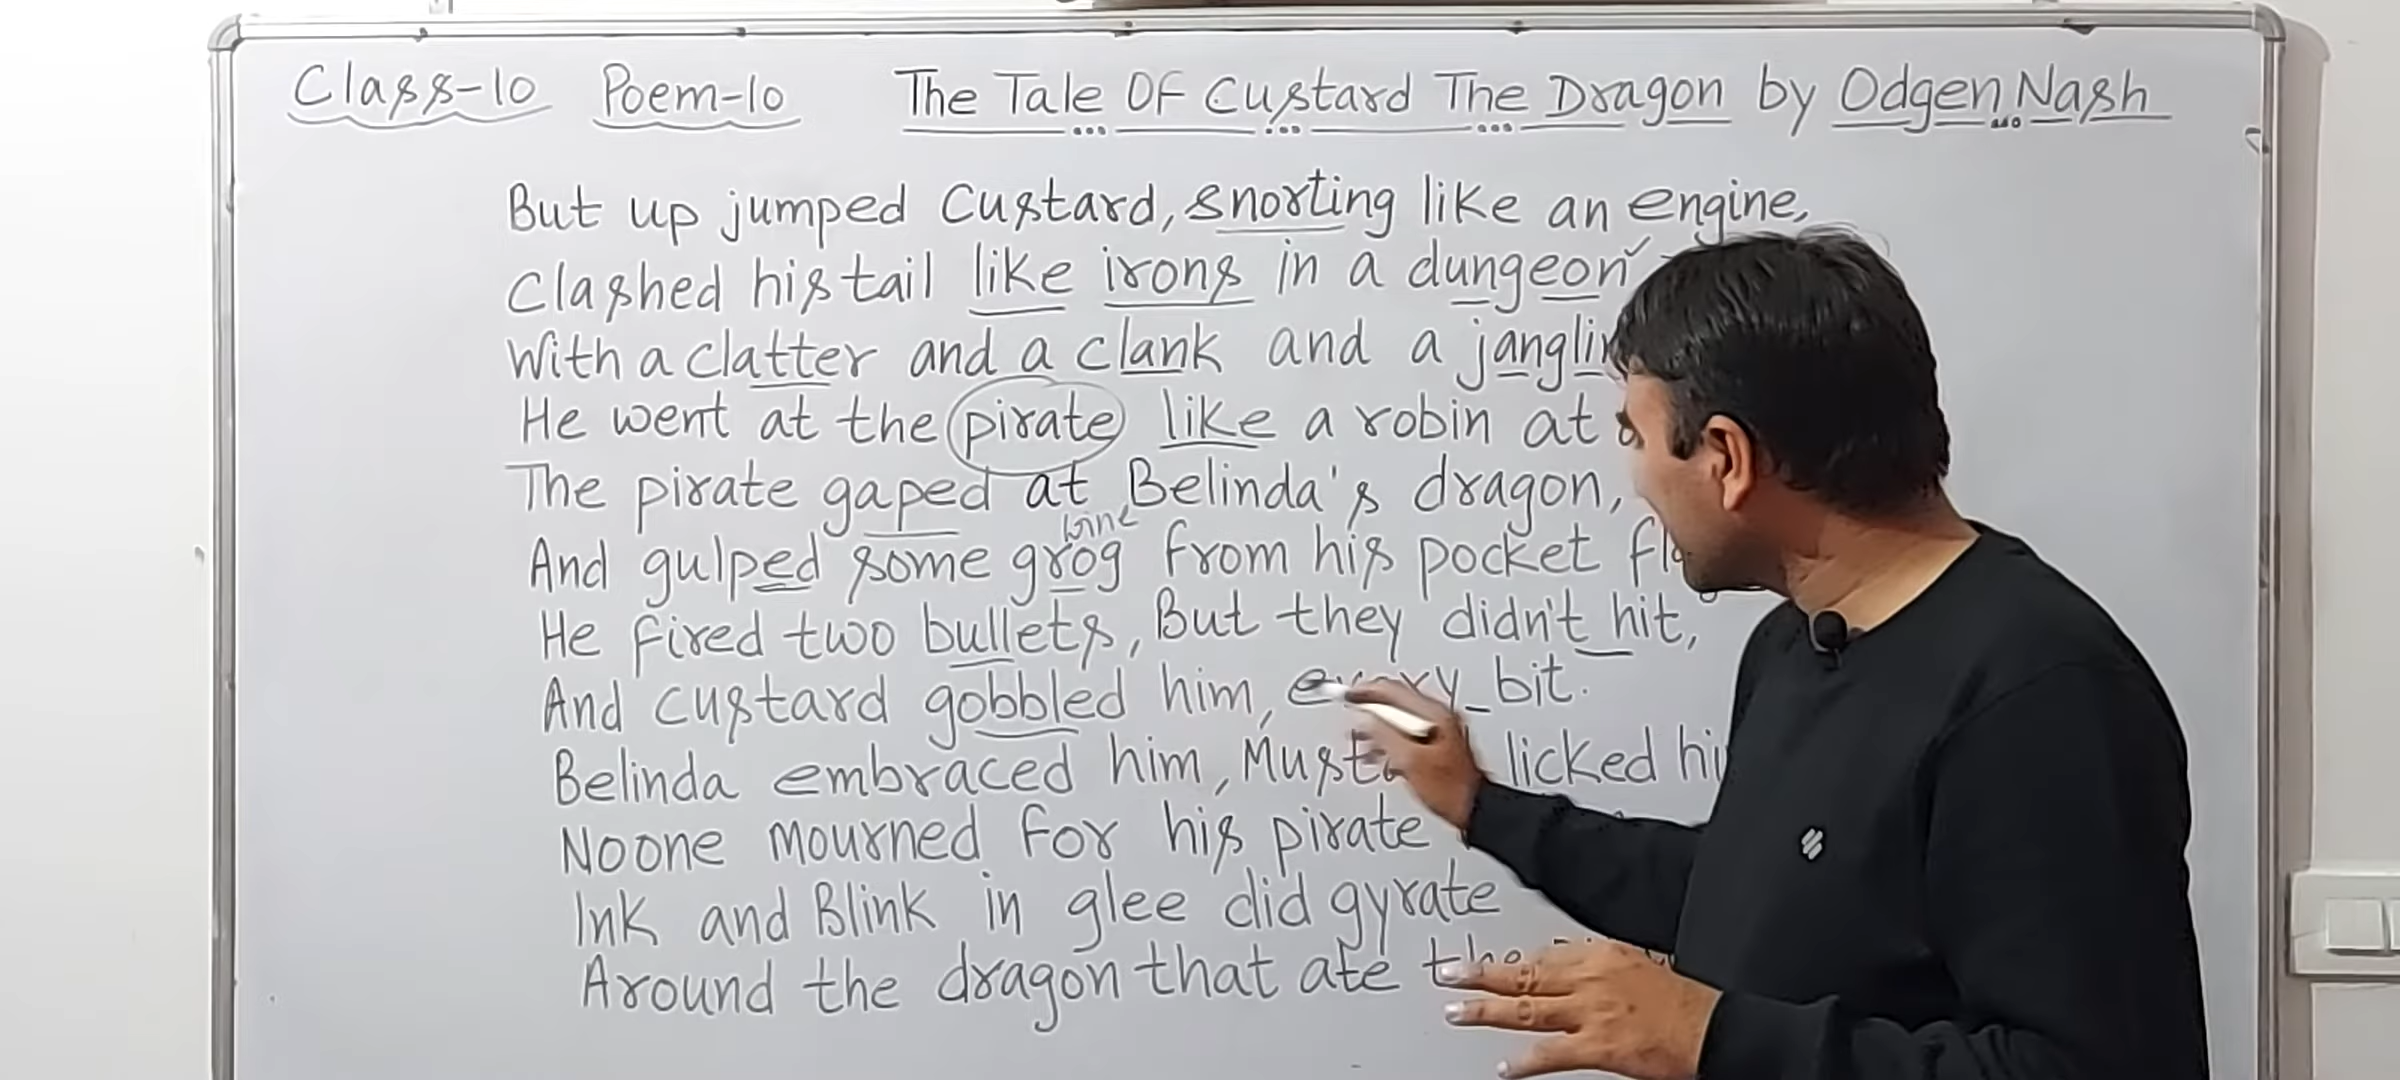 Class-10 Poem-10 The Tale OF Custard The Dragon by Odgen Nash
But up jumped Custard, snorting like an engine,
Clashed his tail like irons in a dungeon
With a clatter and a clank and a
He went at the pirate like a robin at a
The pirate gaped at Belinda's dragon,
wine
And gulped some grog from his pocket
He fired two bullets, But they didn't hit,
And custard gobbled him, every bit.
Belinda embraced him, licked
Noone mourned for his pirate
Ink and Blink in glee did gyrate
Around the dragon that ate the